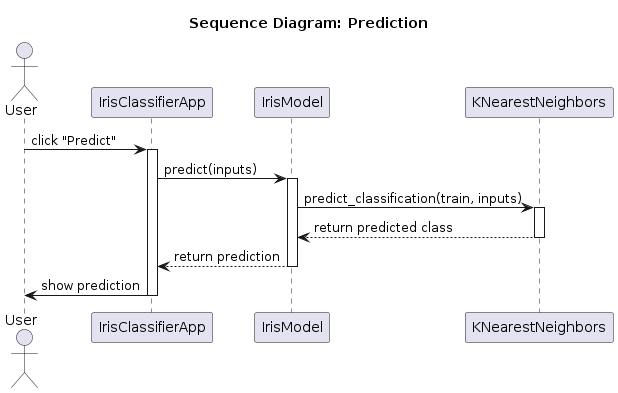 Sequence Diagram: Prediction
User
IrisClassifierApp
IrisModel
KNearestNeighbors
click "Predict"
predict(inputs)
predict_classification(train, inputs)
return predicted class
return prediction
show prediction
User
IrisClassifierApp
IrisModel
KNearestNeighbors